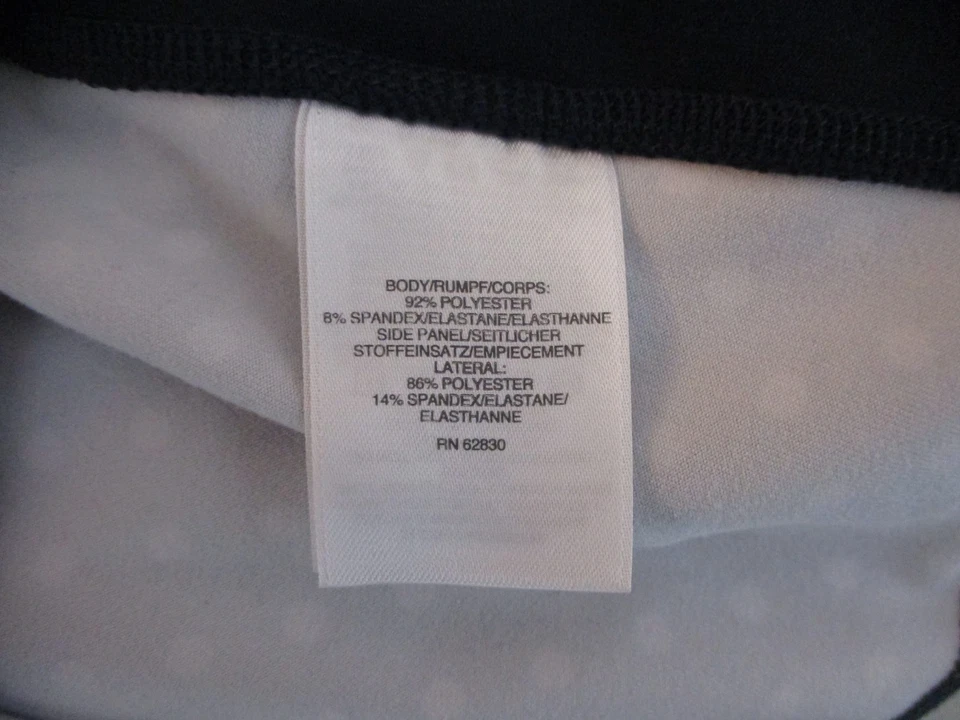 BODY/RUMPF/CORPS:
92% POLYESTER
8% SPANDEX/ELASTANE/ELASTHANNE
SIDE PANEL/SEITLICHER
STOFFEINSATZ/EMPIECEMENT
LATERAL:
86% POLYESTER
14% SPANDEX/ELASTANE/
ELASTHANNE
RN 62830